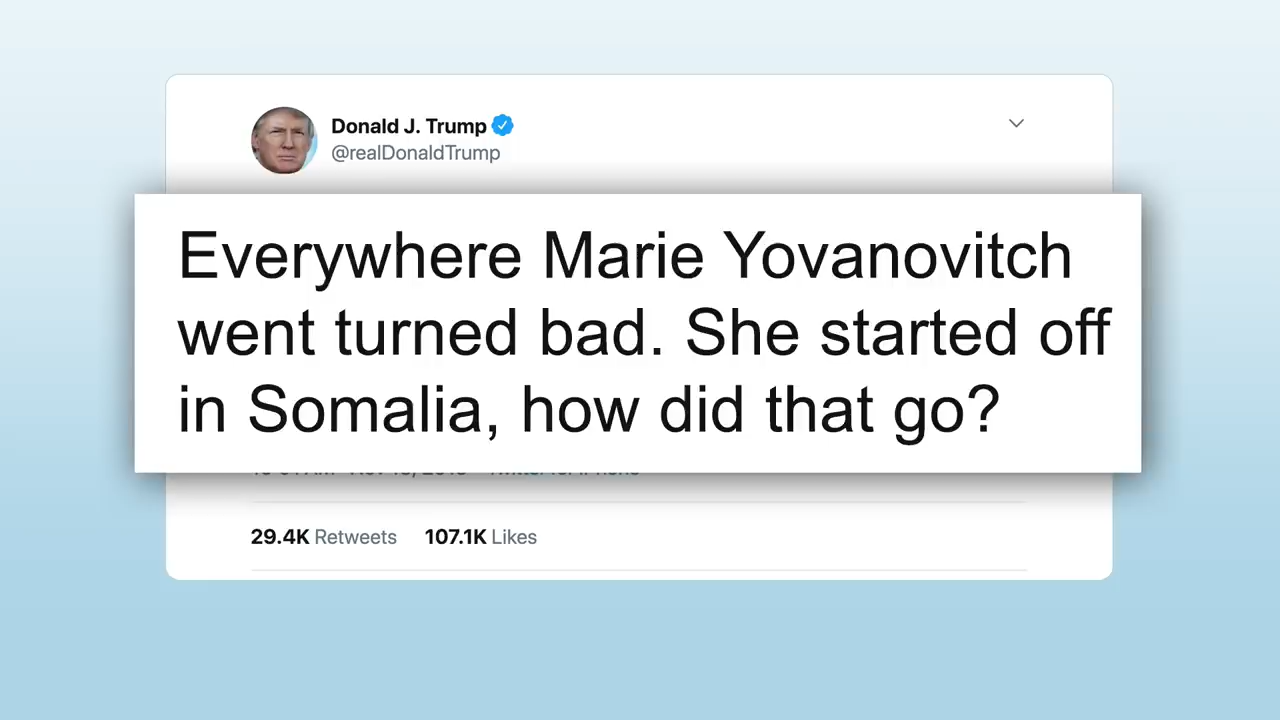 Donald J. Trump
@realDonaldTrump
Everywhere Marie Yovanovitch
went turned bad. She started off
in Somalia, how did that go?
29.4K Retweets 107.1K Likes